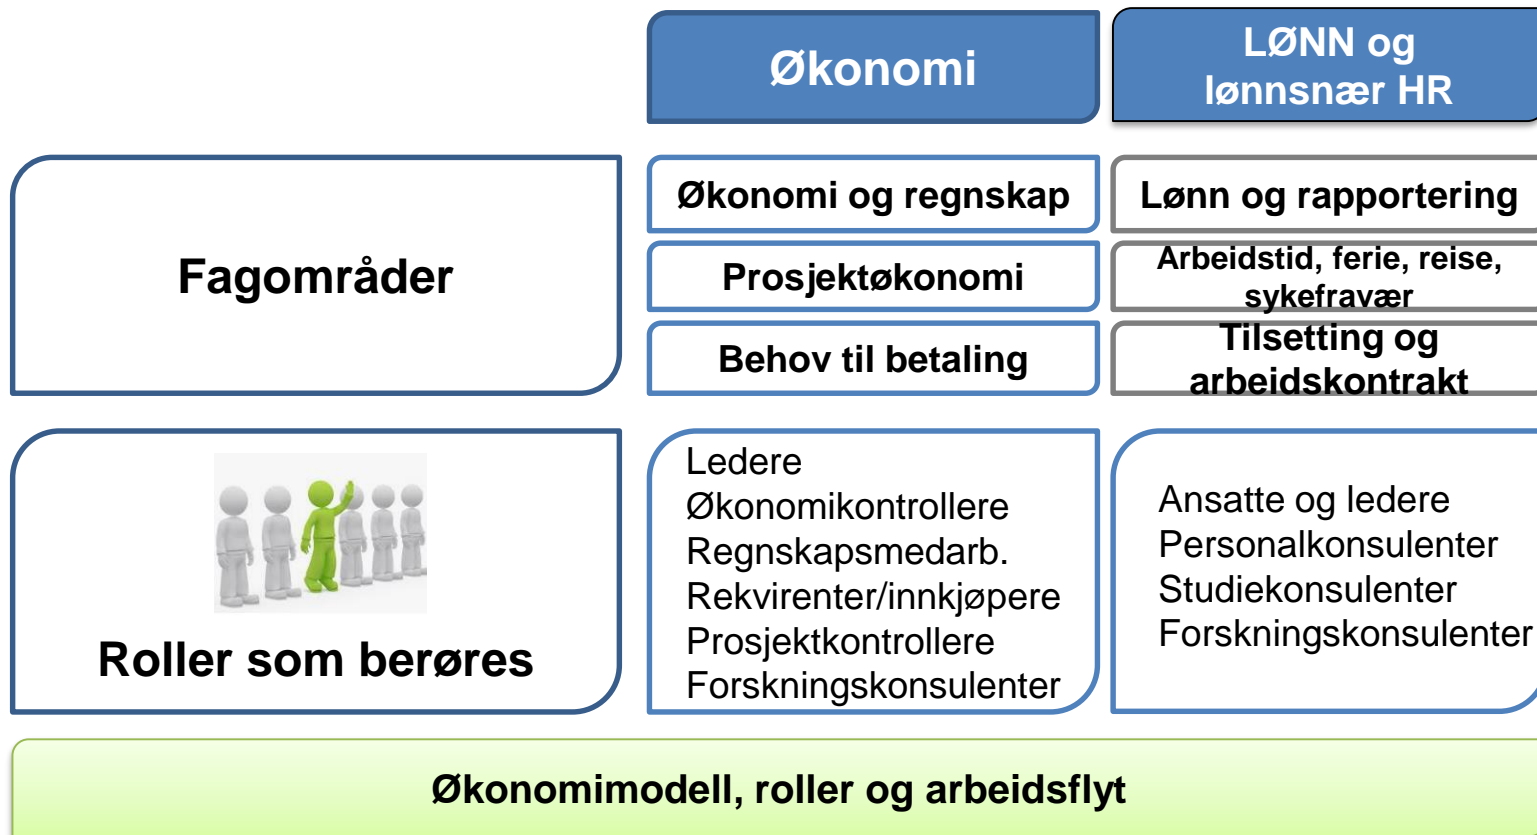 Økonomi
LØNN og
lønnsnær HR
Fagområder
Økonomi og regnskap
Lønn og rapportering
Prosjektøkonomi
Arbeidstid, ferie, reise,
sykefravær
Behov til betaling
Tilsetting og
arbeidskontrakt
Roller som berøres
Ledere
Økonomikontrollere
Regnskapsmedarb.
Rekvirenter/innkjøpere
Prosjektkontrollere
Forskningskonsulenter
Ansatte og ledere
Personalkonsulenter
Studiekonsulenter
Forskningskonsulenter
Økonomimodell, roller og arbeidsflyt